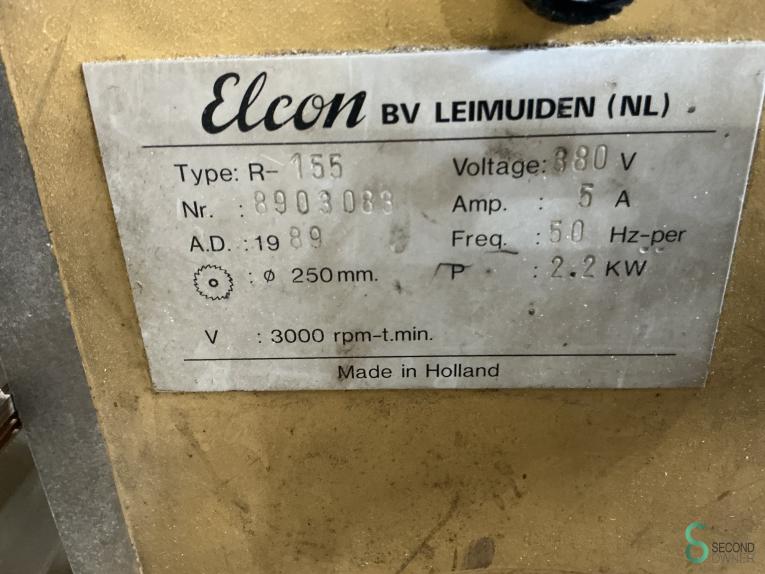 Elcon BV LEIMUIDEN (NL)
Type: R-155 Voltage: 380 V
Nr. : 8903083 Amp. : 5 A
A.D. : 1989 Freq. : 50 Hz-per
: ø 250 mm. P : 2.2 KW
V : 3000 rpm-t.min.
Made in Holland
SECOND
OWNER